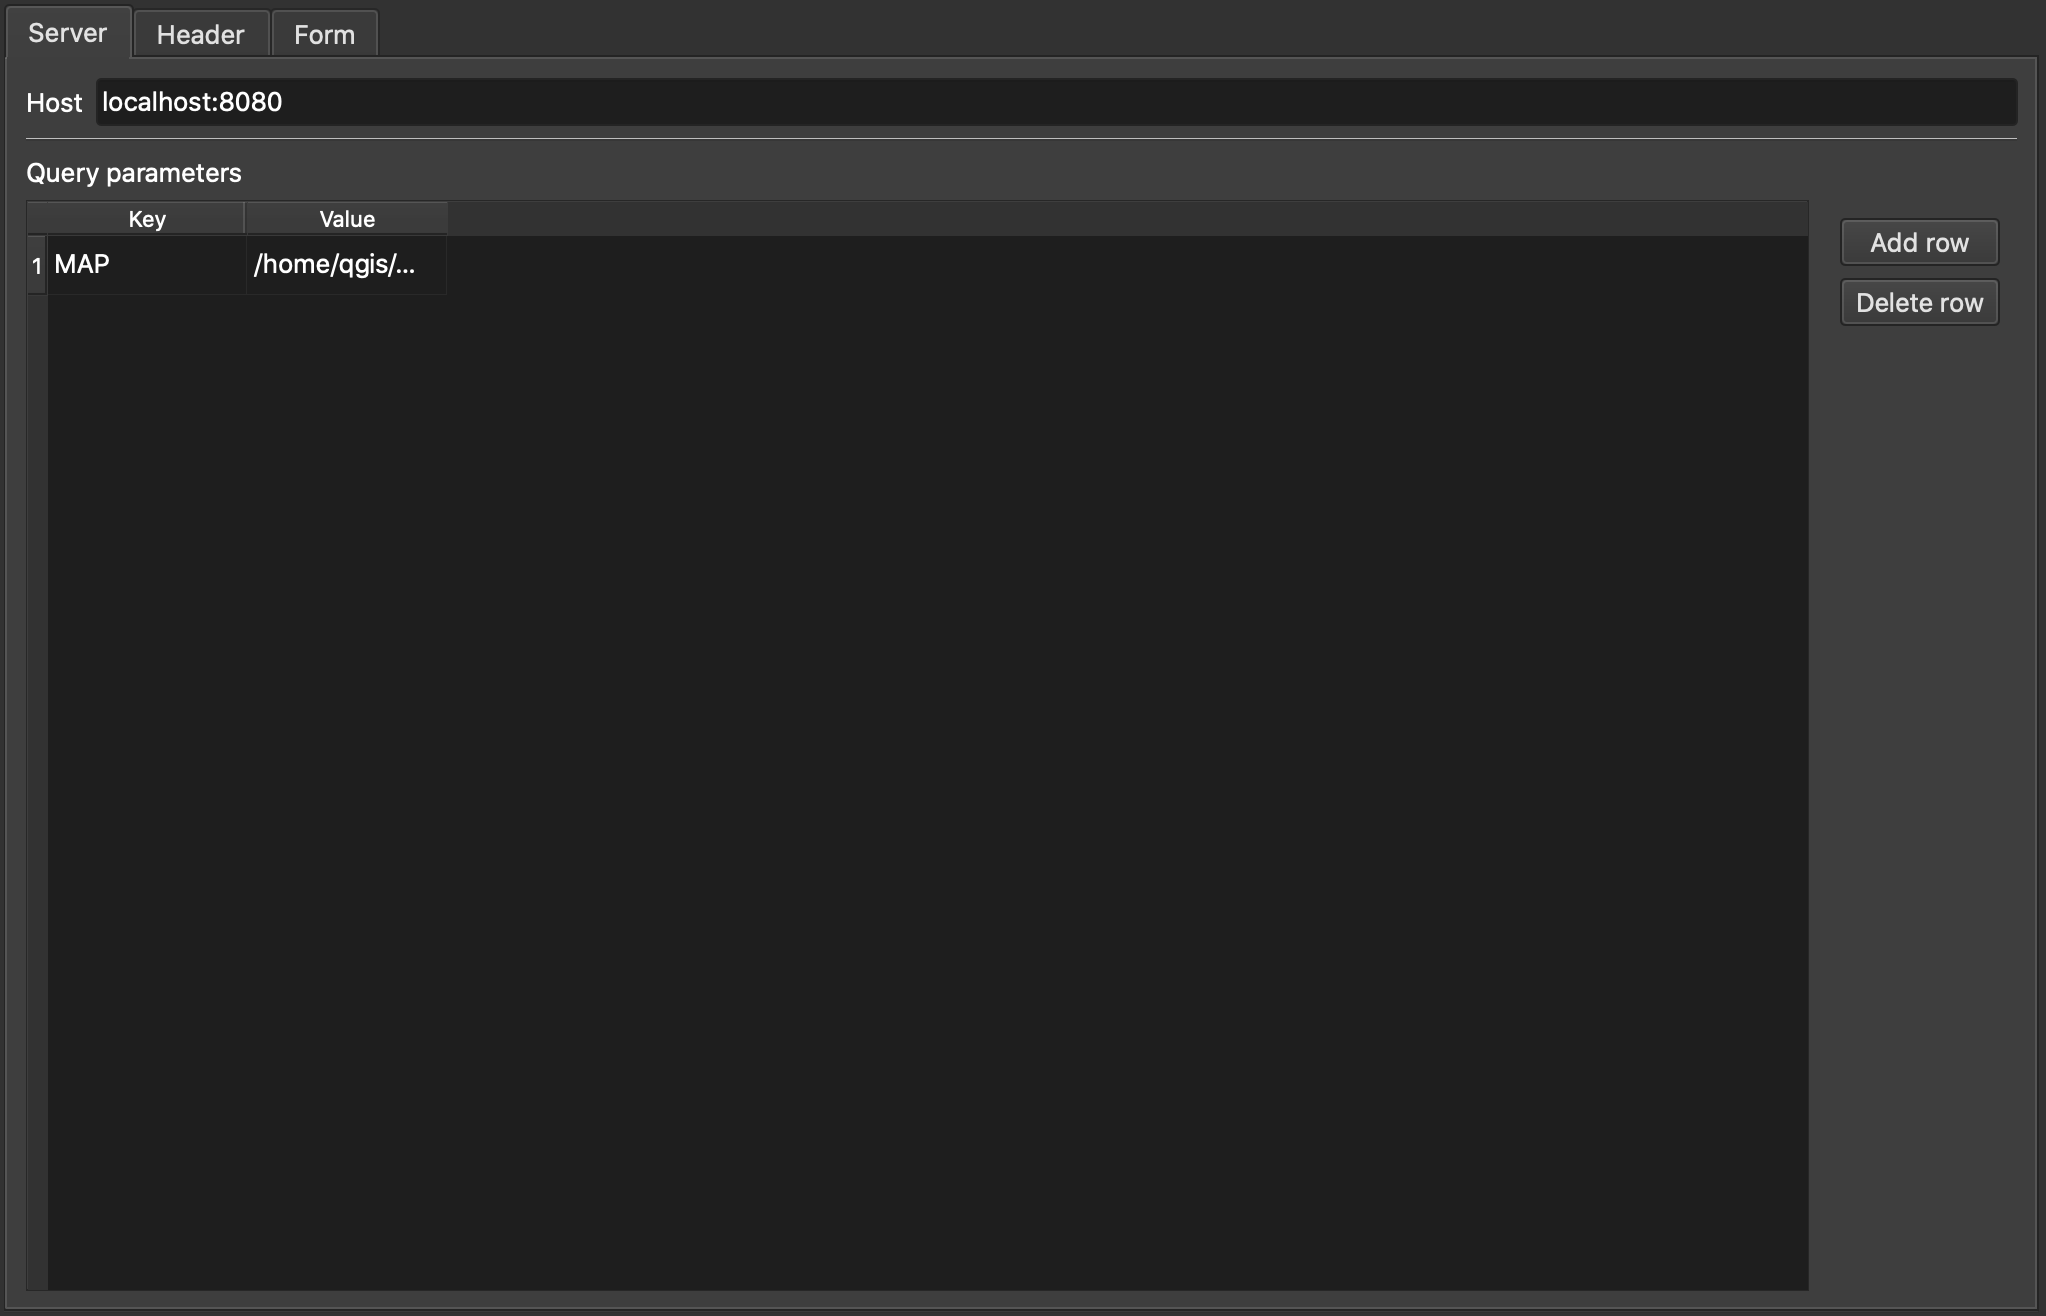 Server Header Form
Host localhost:8080
Query parameters
Key Value
1 MAP /home/qgis/...
Add row
Delete row